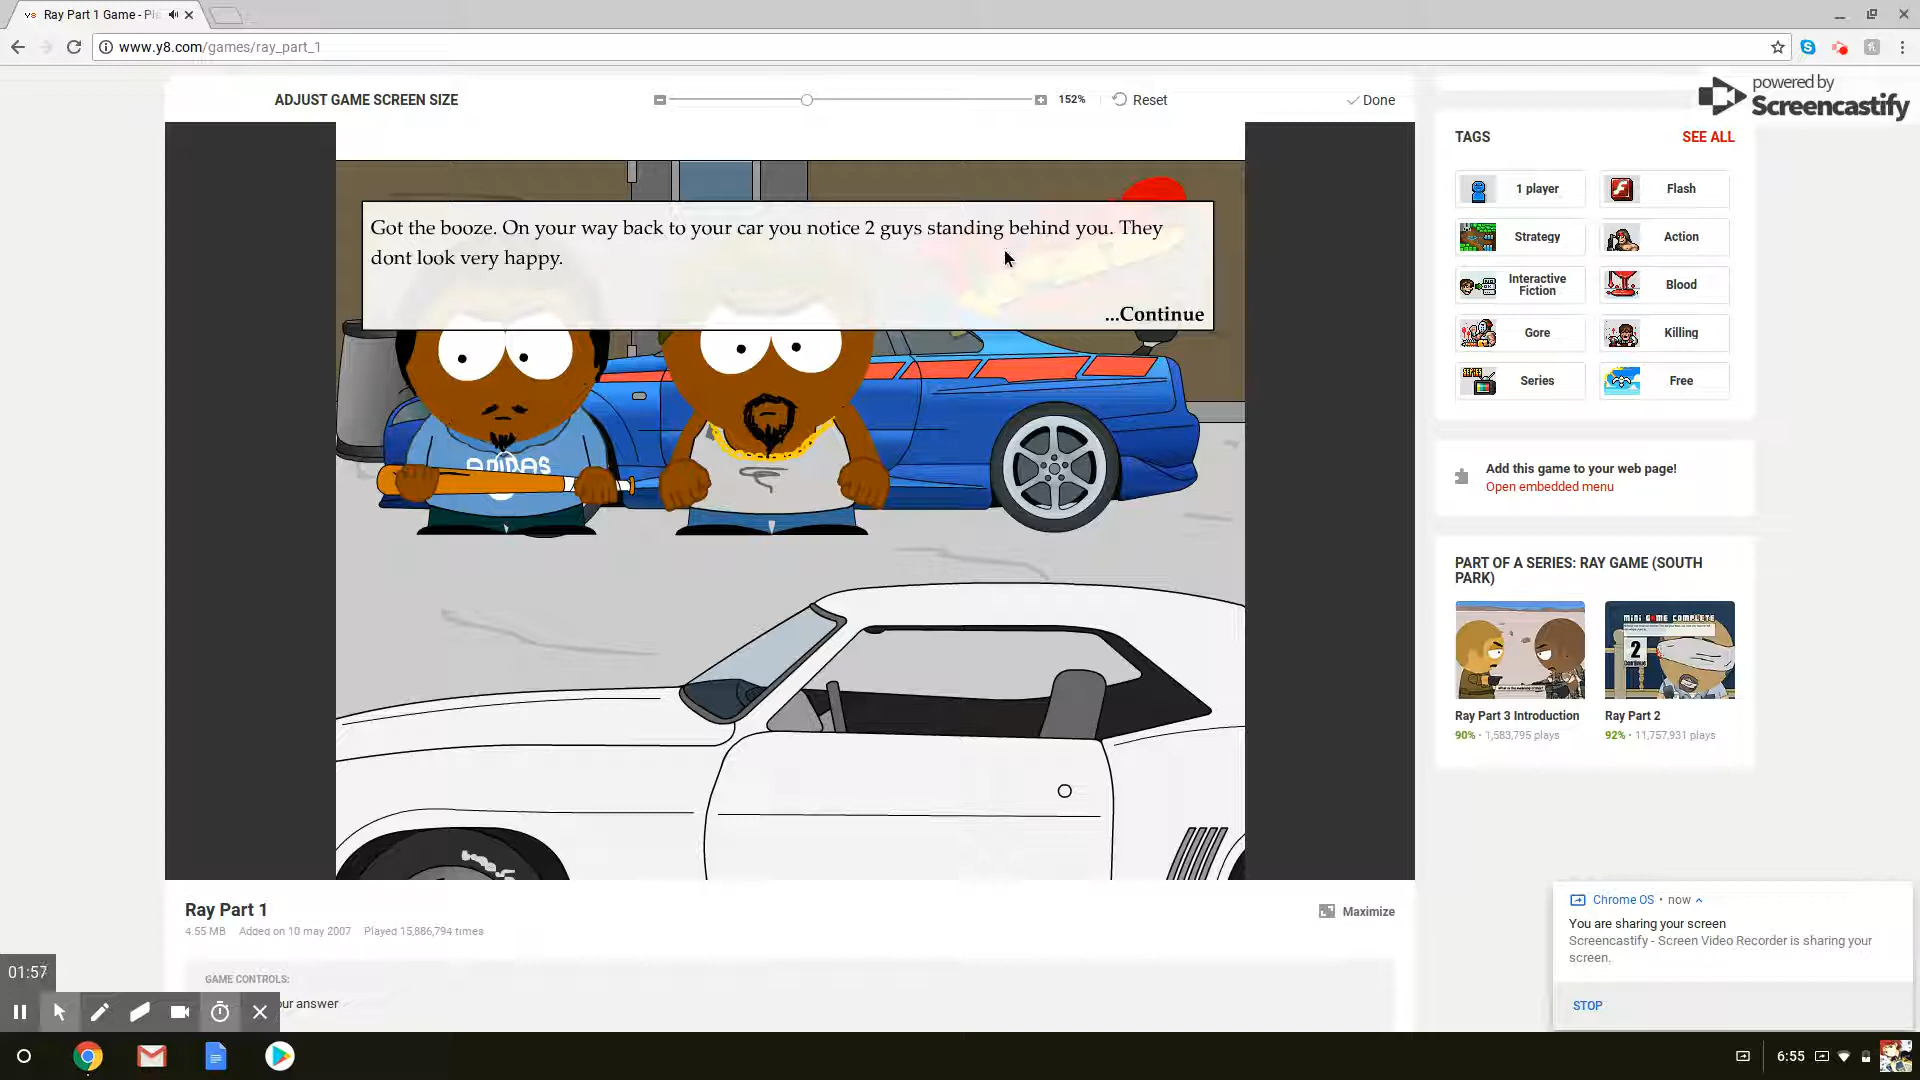 Ray Part 1 Game - Pl
www.y8.com/games/ray_part_1
powered by
Screencastify
ADJUST GAME SCREEN SIZE
152%
Reset
Done
Got the booze. On your way back to your car you notice 2 guys standing behind you. They
dont look very happy.
...Continue
ADIDAS
TAGS
SEE ALL
1 player
Flash
Strategy
Action
Interactive
Fiction
Blood
Gore
Killing
Series
Free
Add this game to your web page!
Open embedded menu
PART OF A SERIES: RAY GAME (SOUTH
PARK)
MINI GAME COMPLETE
2
Continue
Ray Part 3 Introduction
90% • 1,583,795 plays
Ray Part 2
92% • 11,757,931 plays
Ray Part 1
4.55 MB
Added on 10 may 2007
Played 15,886,794 times
Maximize
GAME CONTROLS:
our answer
01:57
Chrome OS • now
You are sharing your screen
Screencastify - Screen Video Recorder is sharing your
screen.
STOP
6:55